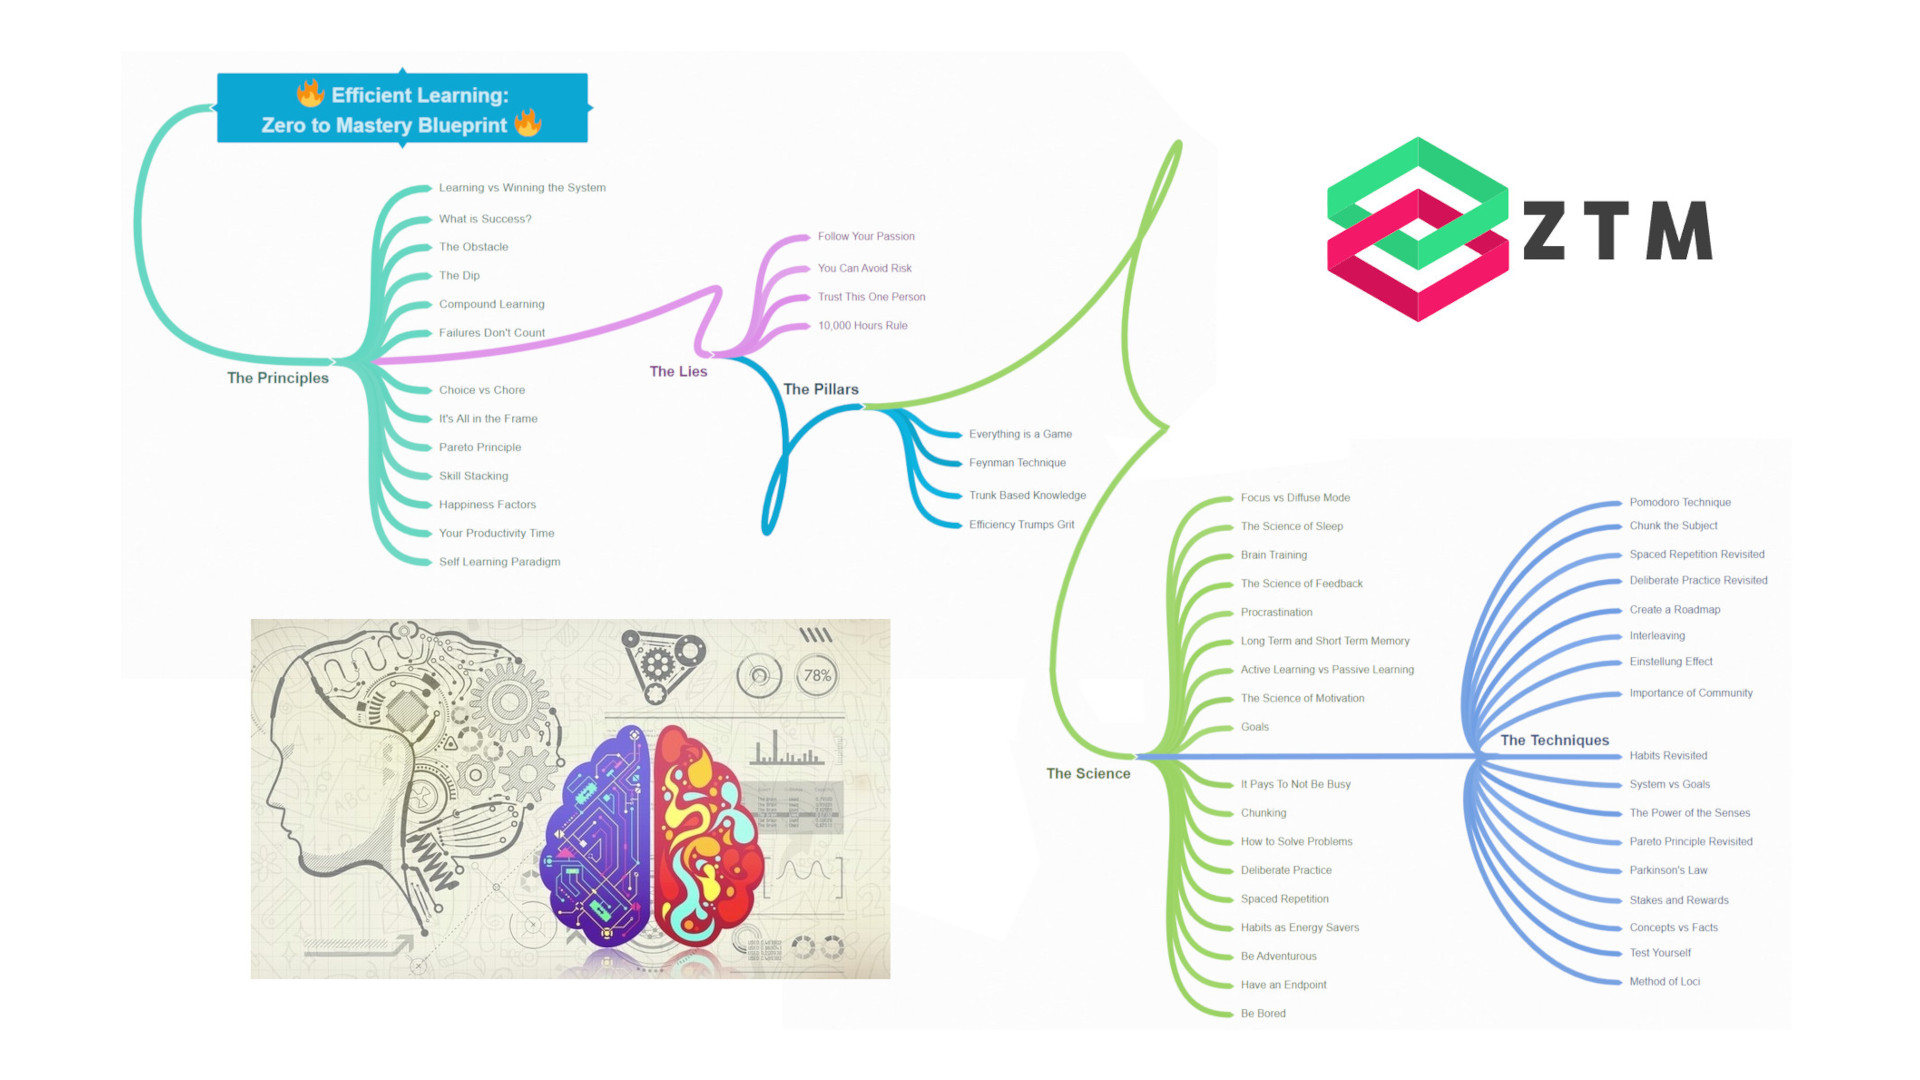 🔥 Efficient Learning:
Zero to Mastery Blueprint 🔥
The Principles
Learning vs Winning the System
What is Success?
The Obstacle
The Dip
Compound Learning
Failures Don't Count
Choice vs Chore
It's All in the Frame
Pareto Principle
Skill Stacking
Happiness Factors
Your Productivity Time
Self Learning Paradigm
The Lies
Follow Your Passion
You Can Avoid Risk
Trust This One Person
10,000 Hours Rule
The Pillars
Everything is a Game
Feynman Technique
Trunk Based Knowledge
Efficiency Trumps Grit
ZTM
The Science
Focus vs Diffuse Mode
The Science of Sleep
Brain Training
The Science of Feedback
Procrastination
Long Term and Short Term Memory
Active Learning vs Passive Learning
The Science of Motivation
Goals
It Pays To Not Be Busy
Chunking
How to Solve Problems
Deliberate Practice
Spaced Repetition
Habits as Energy Savers
Be Adventurous
Have an Endpoint
Be Bored
The Techniques
Pomodoro Technique
Chunk the Subject
Spaced Repetition Revisited
Deliberate Practice Revisited
Create a Roadmap
Interleaving
Einstellung Effect
Importance of Community
Habits Revisited
System vs Goals
The Power of the Senses
Pareto Principle Revisited
Parkinson's Law
Stakes and Rewards
Concepts vs Facts
Test Yourself
Method of Loci
78%